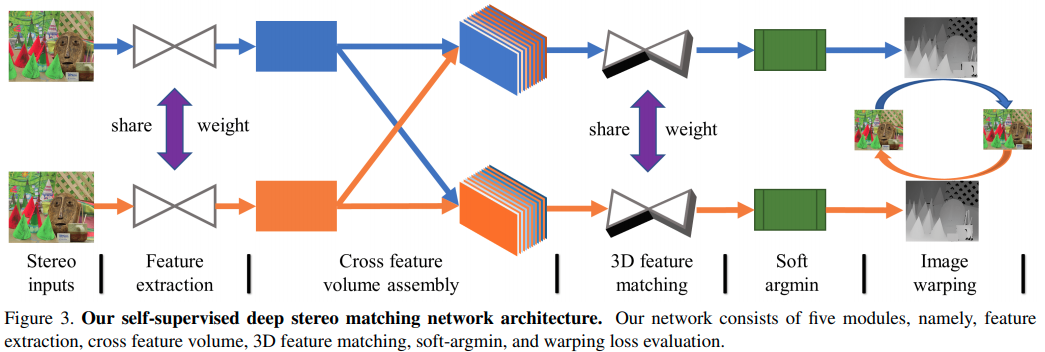 share weight
share weight
Stereo inputs
Feature extraction
Cross feature volume assembly
3D feature matching
Soft argmin
Image warping
Figure 3. Our self-supervised deep stereo matching network architecture. Our network consists of five modules, namely, feature
extraction, cross feature volume, 3D feature matching, soft-argmin, and warping loss evaluation.